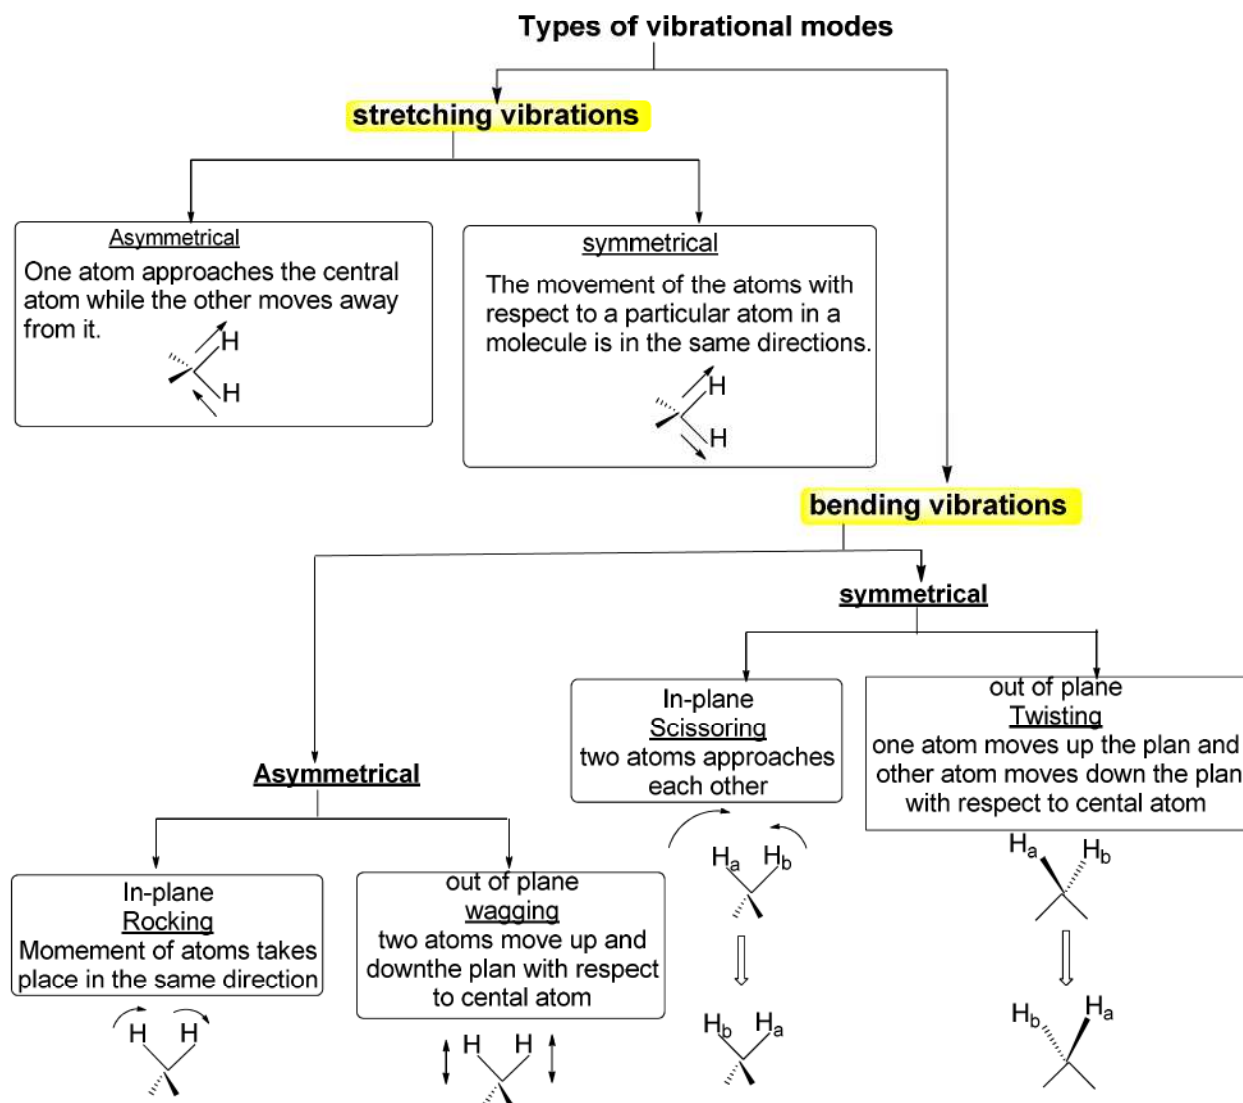 Types of vibrational modes
stretching vibrations
Asymmetrical
One atom approaches the central
atom while the other moves away
from it.
H
H
symmetrical
The movement of the atoms with
respect to a particular atom in a
molecule is in the same directions.
H
H
bending vibrations
symmetrical
In-plane
Scissoring
two atoms approaches
each other
Ha Hb
Hb Ha
out of plane
Twisting
one atom moves up the plan and
other atom moves down the plan
with respect to cental atom
Ha Hb
Hb Ha
Asymmetrical
In-plane
Rocking
Momement of atoms takes
place in the same direction
H H
out of plane
wagging
two atoms move up and
downthe plan with respect
to cental atom
H H